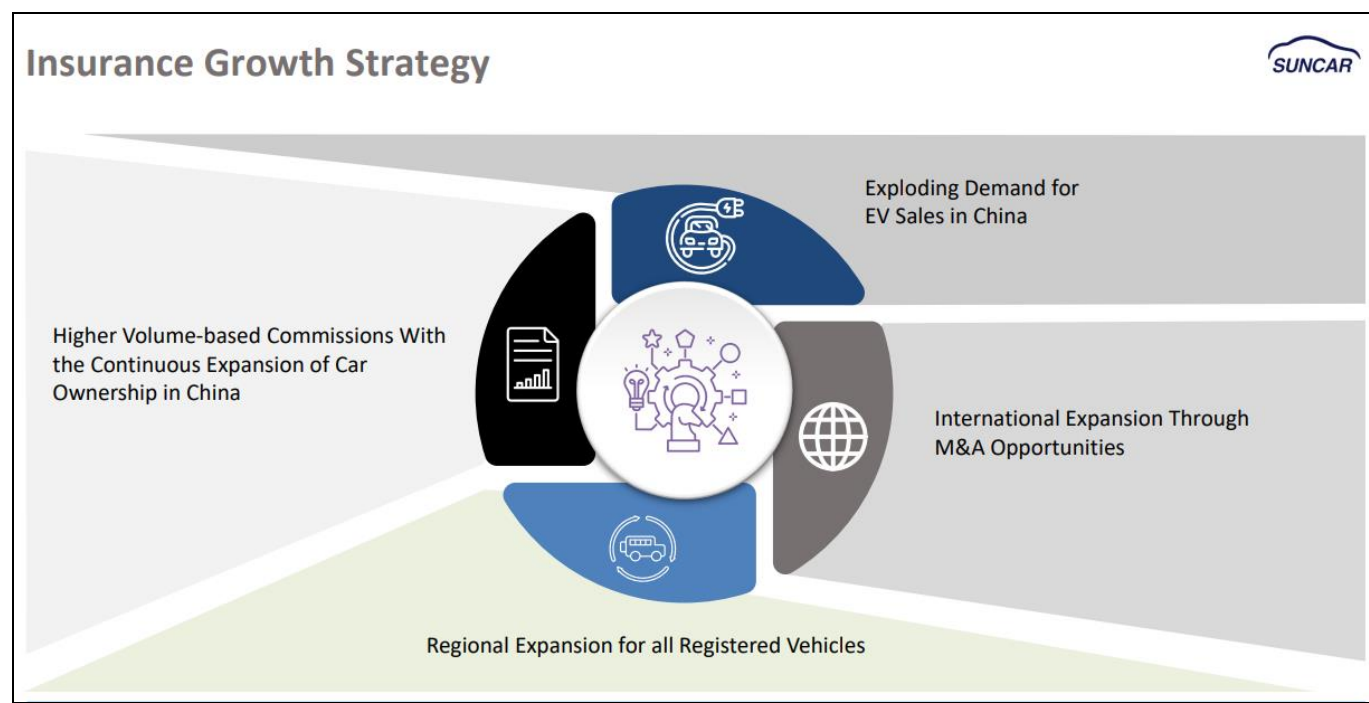 Insurance Growth Strategy
SUNCAR
Exploding Demand for
EV Sales in China
Higher Volume-based Commissions With
the Continuous Expansion of Car
Ownership in China
International Expansion Through
M&A Opportunities
Regional Expansion for all Registered Vehicles